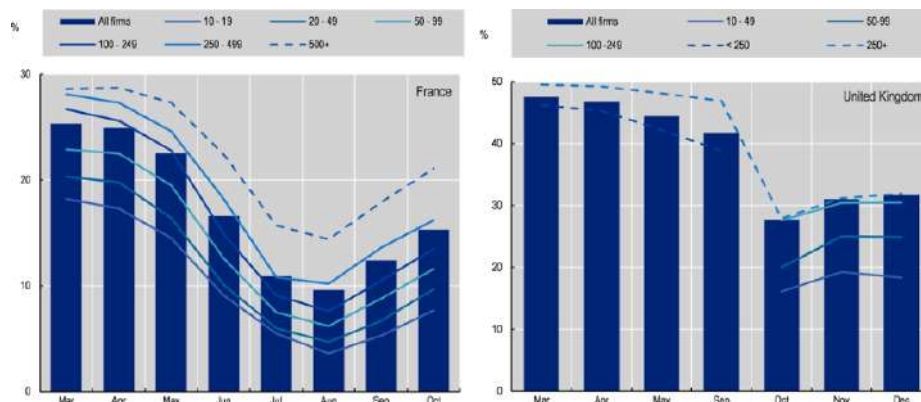 %
All firms 10 - 19 20 - 49 50 - 99
100 - 249 250 - 499 500+
30
France
20
10
0
Mar Apr May Jun Jul Aug Sep Oct
%
All firms 10 - 49 50-99
100 -249 < 250 250+
50
United Kingdom
40
30
20
10
0
Mar Apr May Sep Oct Nov Dec